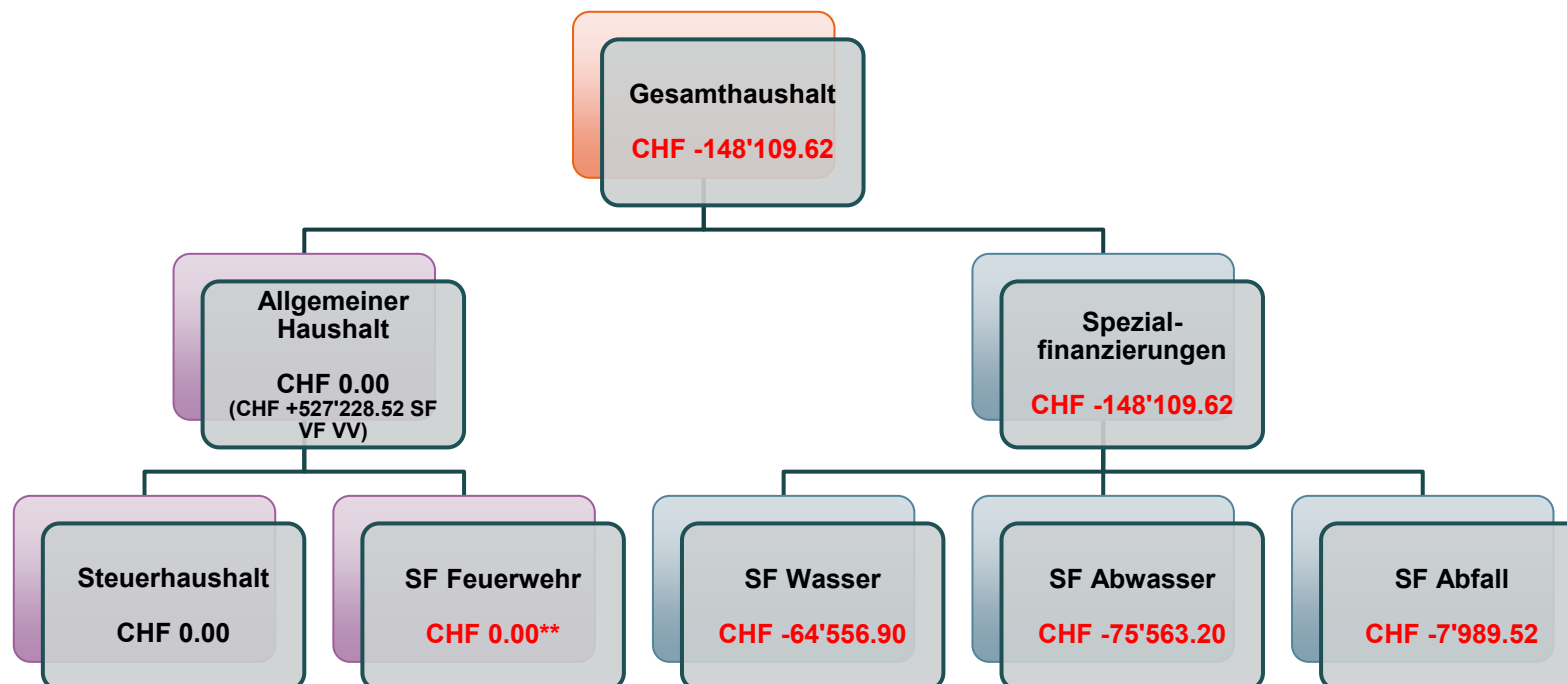 Gesamthaushalt
CHF -148'109.62
Allgemeiner
Haushalt
CHF 0.00
(CHF +527'228.52 SF
VF VV)
Spezial-
finanzierungen
CHF -148'109.62
Steuerhaushalt
CHF 0.00
SF Feuerwehr
CHF 0.00**
SF Wasser
CHF -64'556.90
SF Abwasser
CHF -75'563.20
SF Abfall
CHF -7'989.52